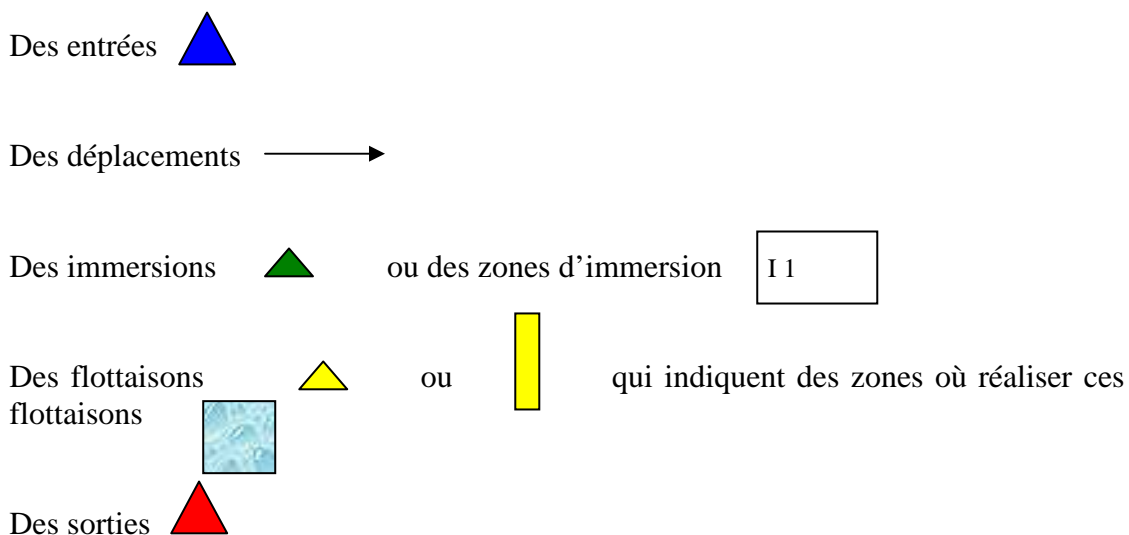 Des entrées
Des déplacements
Des immersions ou des zones d’immersion I 1
Des flottaisons ou qui indiquent des zones où réaliser ces
flottaisons
Des sorties